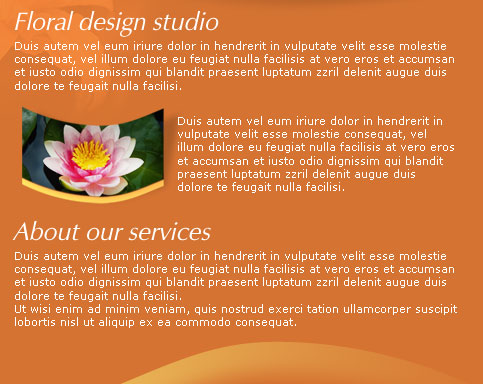 Floral design studio
Duis autem vel eum iriure dolor in hendrerit in vulputate velit esse molestie
consequat, vel illum dolore eu feugiat nulla facilisis at vero eros et accumsan
et iusto odio dignissim qui blandit praesent luptatum zzril delenit augue duis
dolore te feugait nulla facilisi.
Duis autem vel eum iriure dolor in hendrerit in
vulputate velit esse molestie consequat, vel
illum dolore eu feugiat nulla facilisis at vero eros
et accumsan et iusto odio dignissim qui blandit
praesent luptatum zzril delenit augue duis
dolore te feugait nulla facilisi.
About our services
Duis autem vel eum iriure dolor in hendrerit in vulputate velit esse molestie
consequat, vel illum dolore eu feugiat nulla facilisis at vero eros et accumsan
et iusto odio dignissim qui blandit praesent luptatum zzril delenit augue duis
dolore te feugait nulla facilisi.
Ut wisi enim ad minim veniam, quis nostrud exerci tation ullamcorper suscipit
lobortis nisl ut aliquip ex ea commodo consequat.